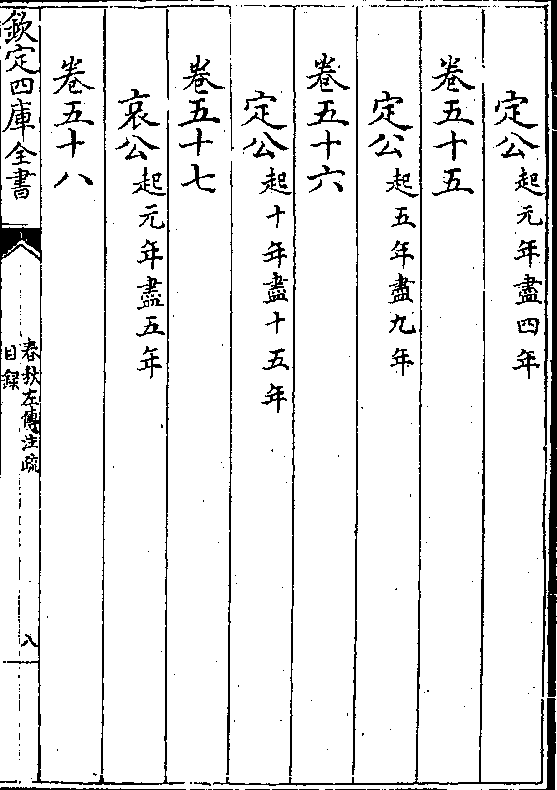 定公起元年盡四年
卷五十五
定公起五年盡九年
卷五十六
定公起十年盡十五年
卷五十七
哀公起元年盡五年
卷五十八
欽定四庫全書
春秋左傳注疏
目録
八